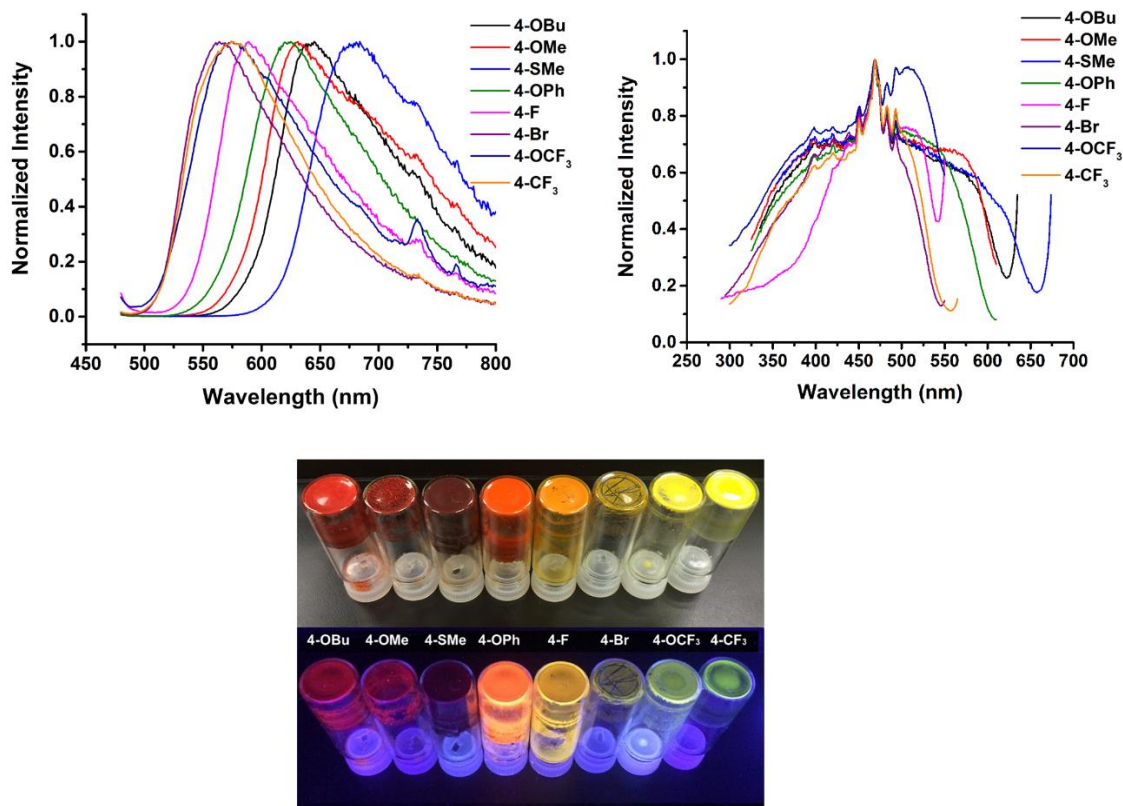 4-OBu
4-OMe
4-SMe
4-OPh
4-F
4-Br
4-OCF₃
4-CF₃
1.0
0.8
0.6
0.4
0.2
0.0
Normalized Intensity
450 500 550 600 650 700 750 800
Wavelength (nm)
4-OBu
4-OMe
4-SMe
4-OPh
4-F
4-Br
4-OCF₃
4-CF₃
1.0
0.8
0.6
0.4
0.2
0.0
Normalized Intensity
250 300 350 400 450 500 550 600 650 700
Wavelength (nm)
4-OBu 4-OMe 4-SMe 4-OPh 4-F 4-Br 4-OCF₃ 4-CF₃